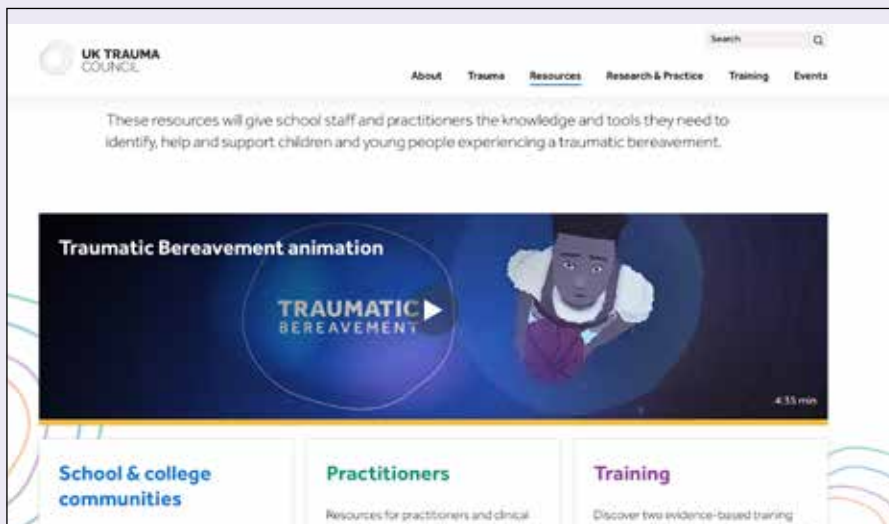 UK TRAUMA
COUNCIL
Search
About Trauma Resources Research & Practice Training Events
These resources will give school staff and practitioners the knowledge and tools they need to
identify, help and support children and young people experiencing a traumatic bereavement.
Traumatic Bereavement animation
TRAUMATIC
BEREAVEMENT
4:35 min
School & college
communities
Practitioners
Resources for practitioners and clinical
Training
Discover two evidence-based training